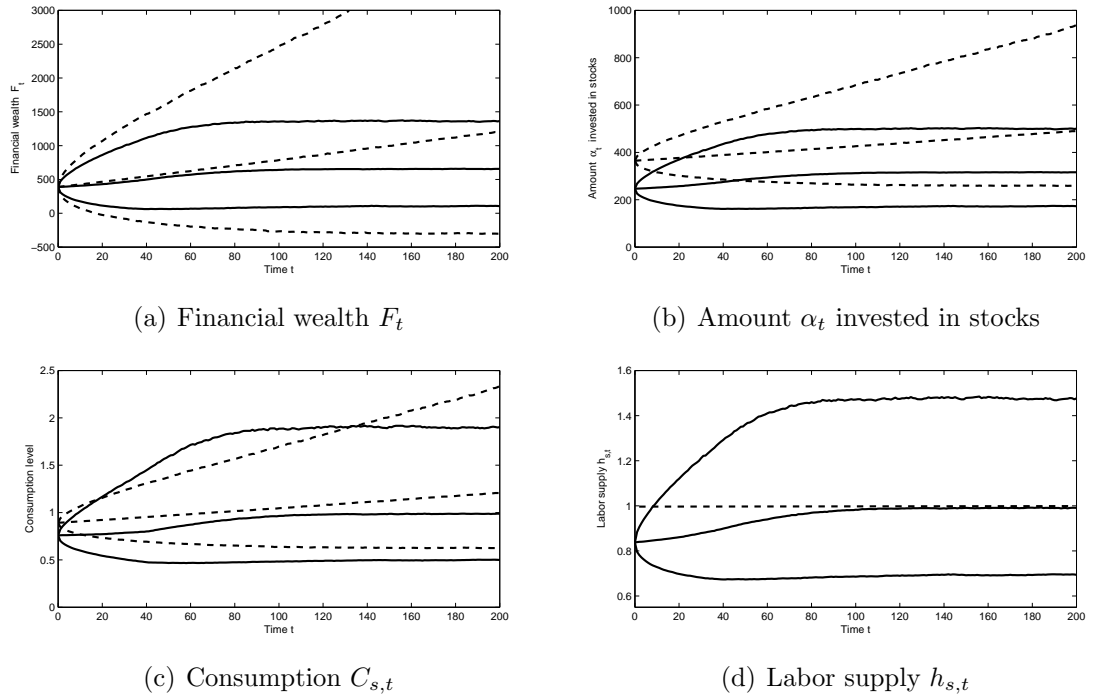 3000
2500
2000
1500
1000
500
0
−500
Financial wealth F_t
0 20 40 60 80 100 120 140 160 180 200
Time t
(a) Financial wealth F_t
1000
800
600
400
200
0
Amount α_t invested in stocks
0 20 40 60 80 100 120 140 160 180 200
Time t
(b) Amount α_t invested in stocks
2.5
2
1.5
1
0.5
0
Consumption level
0 20 40 60 80 100 120 140 160 180 200
Time t
(c) Consumption C_{s,t}
1.6
1.4
1.2
1
0.8
0.6
Labor supply h_{s,t}
0 20 40 60 80 100 120 140 160 180 200
Time t
(d) Labor supply h_{s,t}